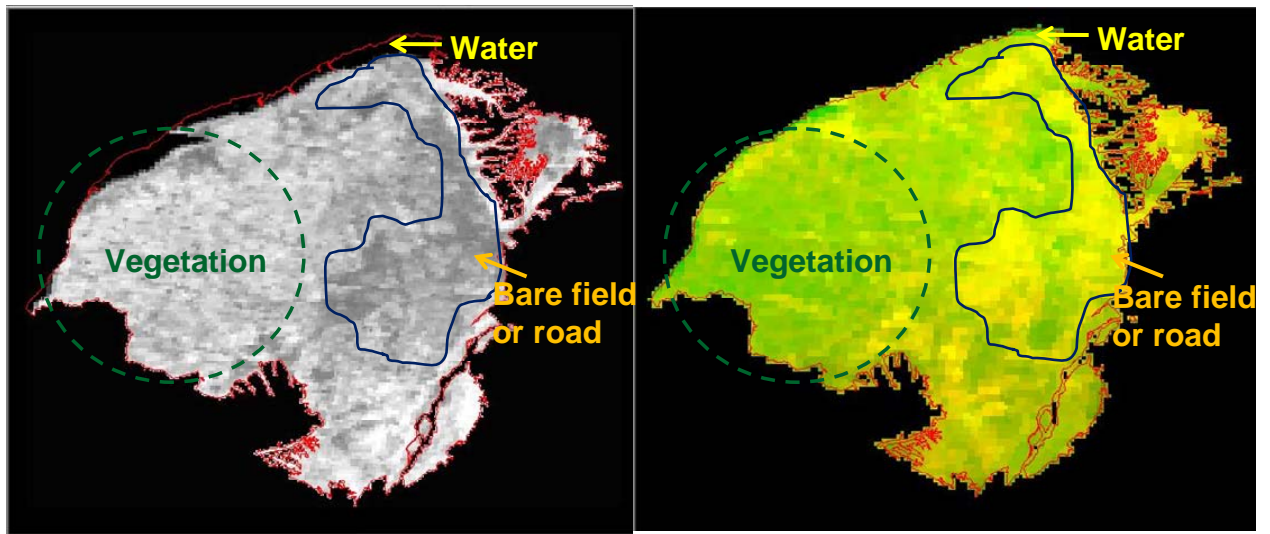 Water
Vegetation
Bare field
or road
Water
Vegetation
Bare field
or road